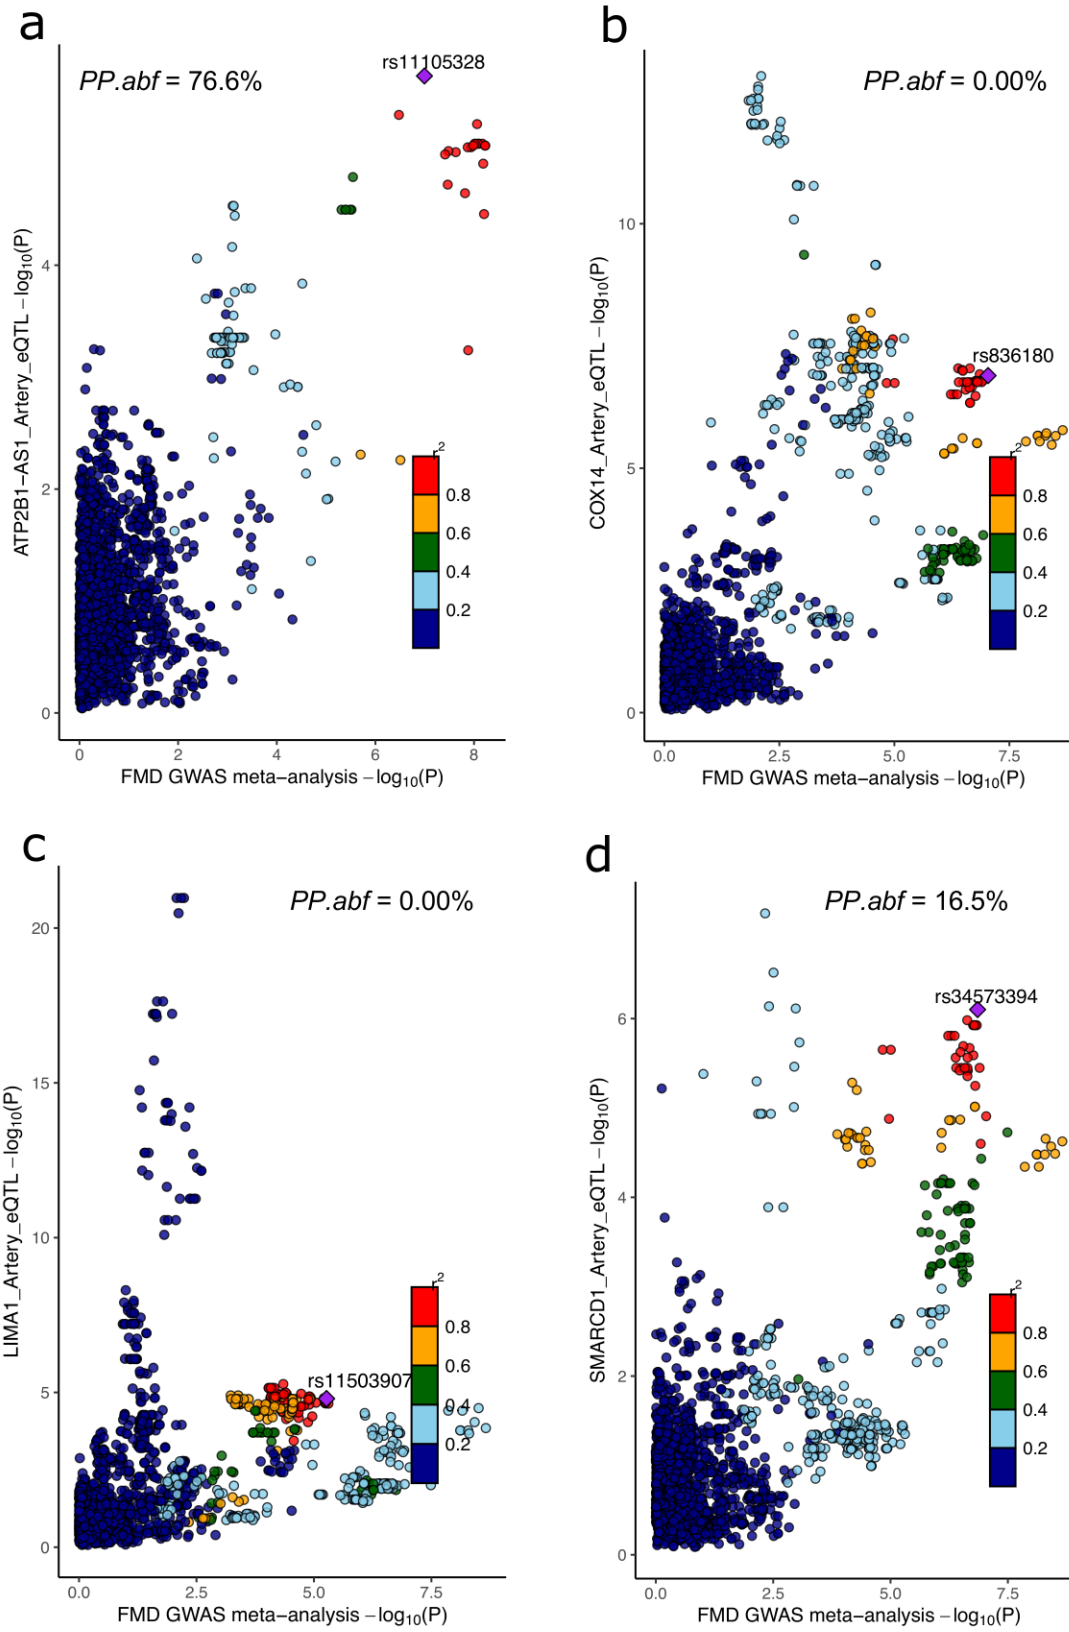 a
PP.abf = 76.6%
rs11105328
ATP2B1−AS1_Artery_eQTL −log10(P)
4
2
0
r2
0.8
0.6
0.4
0.2
0 2 4 6 8
FMD GWAS meta−analysis −log10(P)
b
PP.abf = 0.00%
rs836180
COX14_Artery_eQTL −log10(P)
10
5
0
r2
0.8
0.6
0.4
0.2
0.0 2.5 5.0 7.5
FMD GWAS meta−analysis −log10(P)
c
PP.abf = 0.00%
rs11503907
LIMA1_Artery_eQTL −log10(P)
20
15
10
5
0
r2
0.8
0.6
0.4
0.2
0.0 2.5 5.0 7.5
FMD GWAS meta−analysis −log10(P)
d
PP.abf = 16.5%
rs34573394
SMARCD1_Artery_eQTL −log10(P)
6
4
2
0
r2
0.8
0.6
0.4
0.2
0.0 2.5 5.0 7.5
FMD GWAS meta−analysis −log10(P)